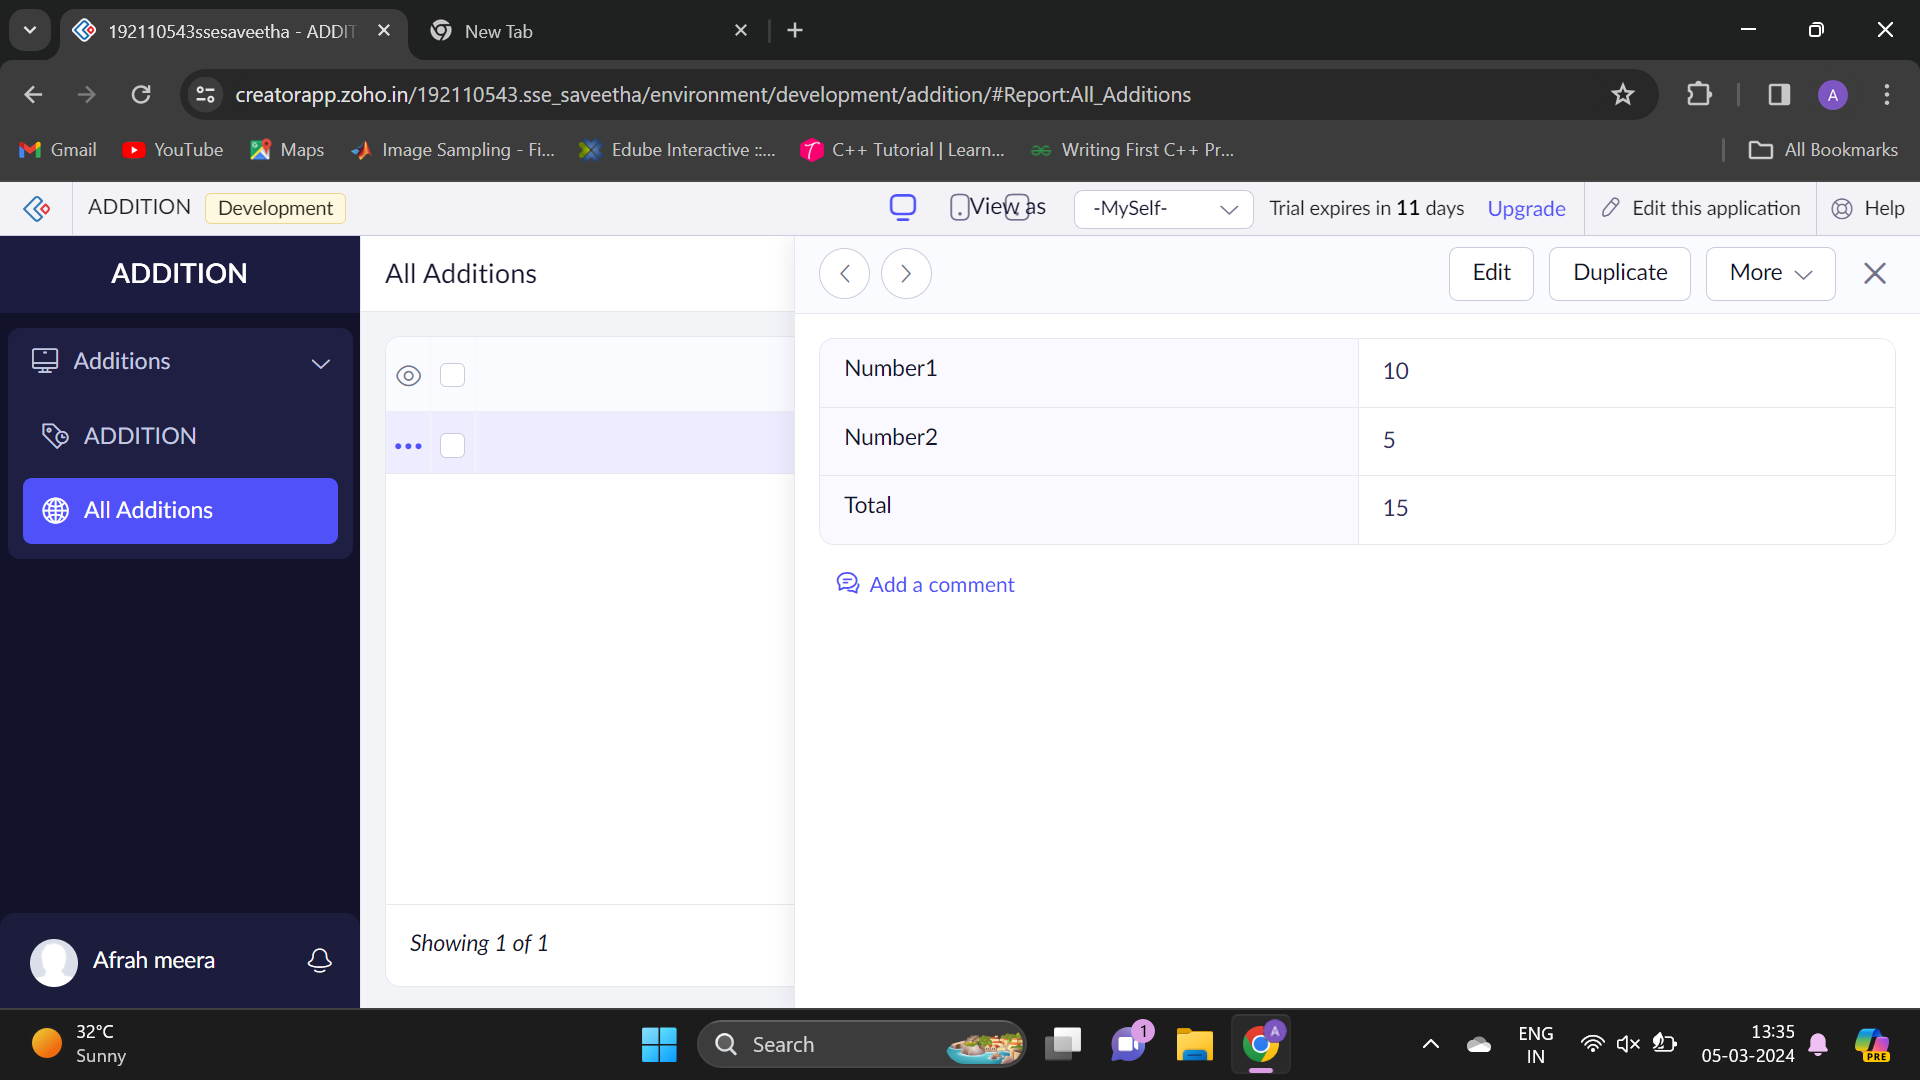 192110543ssesaveetha - ADDIT
New Tab
creatorapp.zoho.in/192110543.sse_saveetha/environment/development/addition/#Report:All_Additions
A
Gmail
YouTube
Maps
Image Sampling - Fi...
Edube Interactive ::...
C++ Tutorial | Learn...
Writing First C++ Pr...
All Bookmarks
ADDITION
Development
View as
-MySelf-
Trial expires in 11 days
Upgrade
Edit this application
Help
ADDITION
All Additions
Edit
Duplicate
More
Additions
ADDITION
All Additions
Number1
10
Number2
5
Total
15
Add a comment
Showing 1 of 1
Afrah meera
32°C
Sunny
Search
1
A
ENG
IN
13:35
05-03-2024
PRE